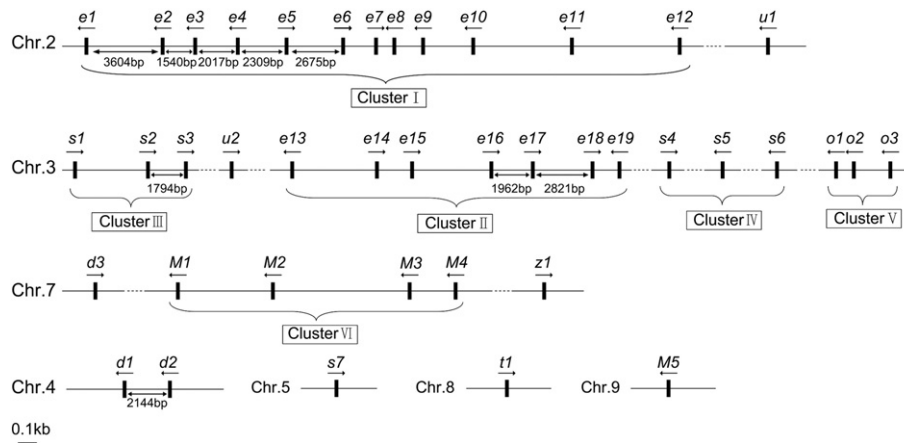 e1 e2 e3 e4 e5 e6 e7 e8 e9 e10 e11 e12 u1
Chr.2
3604bp 1540bp 2017bp 2309bp 2675bp
Cluster Ⅰ
s1 s2 s3 u2 e13 e14 e15 e16 e17 e18 e19 s4 s5 s6 o1 o2 o3
Chr.3
1794bp 1962bp 2821bp
Cluster Ⅲ Cluster Ⅱ Cluster Ⅳ Cluster Ⅴ
d3 M1 M2 M3 M4 z1
Chr.7
Cluster Ⅵ
d1 d2 s7 t1 M5
Chr.4 Chr.5 Chr.8 Chr.9
2144bp
0.1kb